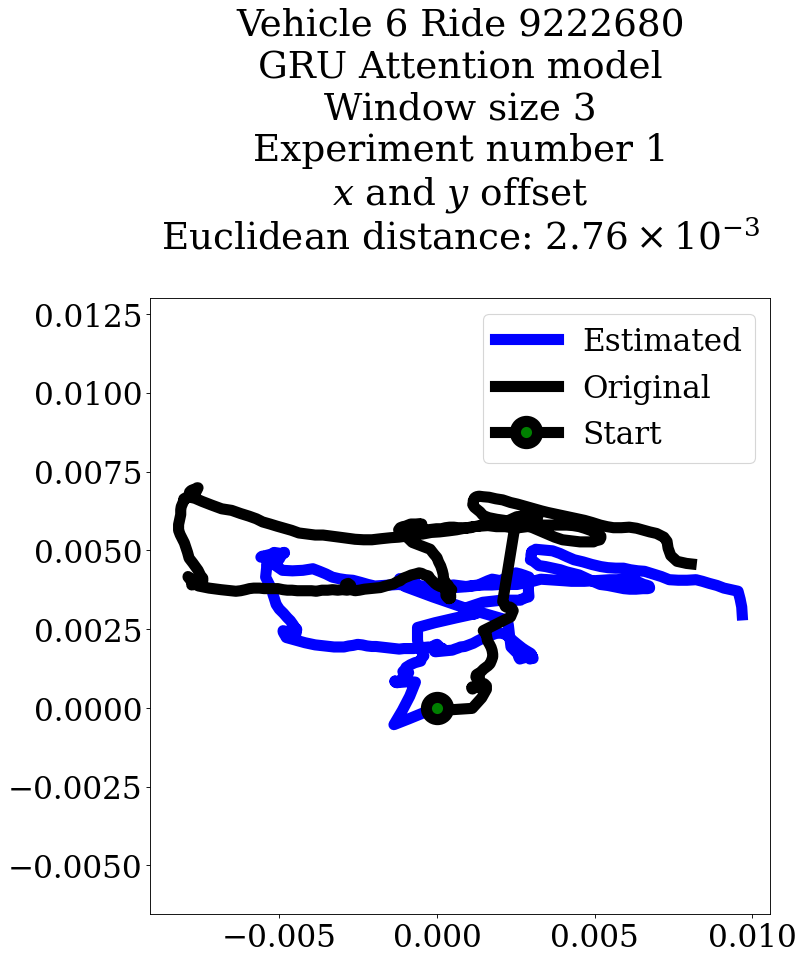 Vehicle 6 Ride 9222680
GRU Attention model
Window size 3
Experiment number 1
x and y offset
Euclidean distance: 2.76 × 10⁻³
Estimated
Original
Start
0.0125
0.0100
0.0075
0.0050
0.0025
0.0000
−0.0025
−0.0050
−0.005 0.000 0.005 0.010